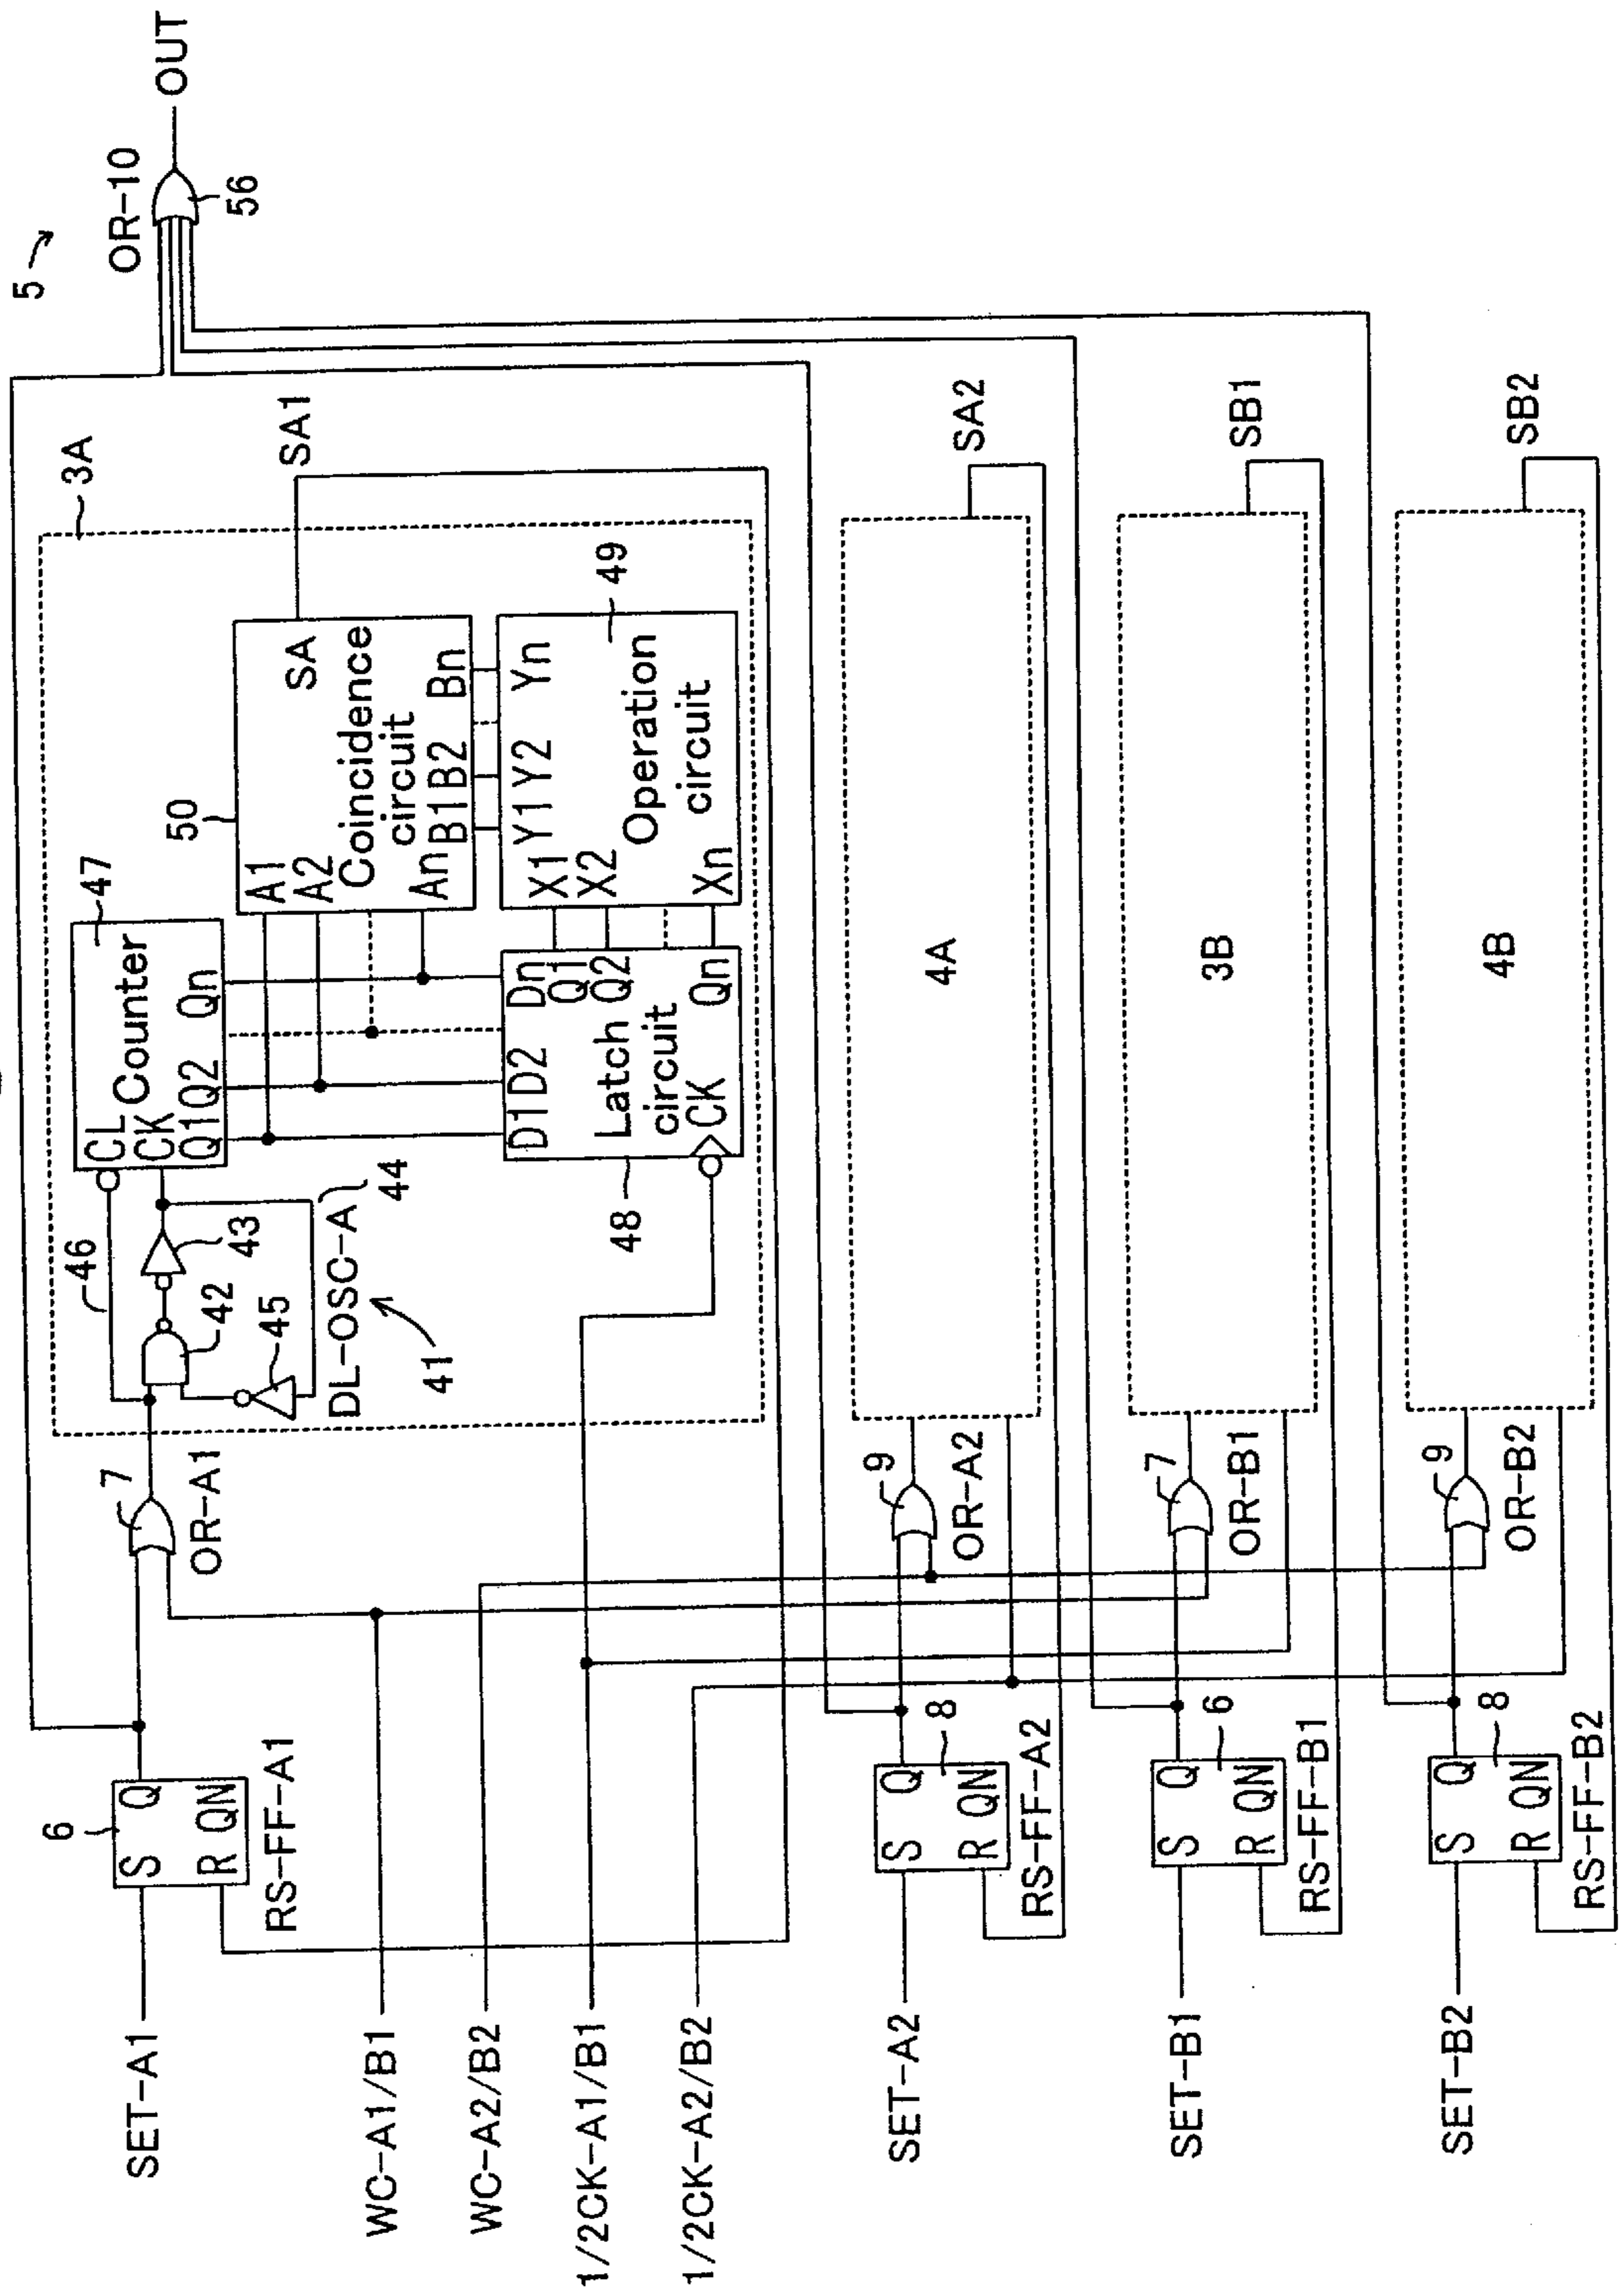 5
OR-10
56
OUT
3A
SA1
50
SA
Coincidence
circuit
A1
A2
An
B1B2
Bn
49
Y1Y2
Yn
X1
X2
Xn
Operation
circuit
47
CL
CK
Counter
Q1Q2
Qn
46
43
44
42
45
DL-OSC-A
41
48
D1D2
Dn
Q1
Q2
Qn
Latch
circuit
CK
7
OR-A1
6
S
Q
R
QN
RS-FF-A1
SET-A1
WC-A1/B1
WC-A2/B2
1/2CK-A1/B1
1/2CK-A2/B2
SA2
4A
9
OR-A2
8
S
Q
R
QN
RS-FF-A2
SET-A2
SB1
3B
7
OR-B1
6
S
Q
R
QN
RS-FF-B1
SET-B1
SB2
4B
9
OR-B2
8
S
Q
R
QN
RS-FF-B2
SET-B2